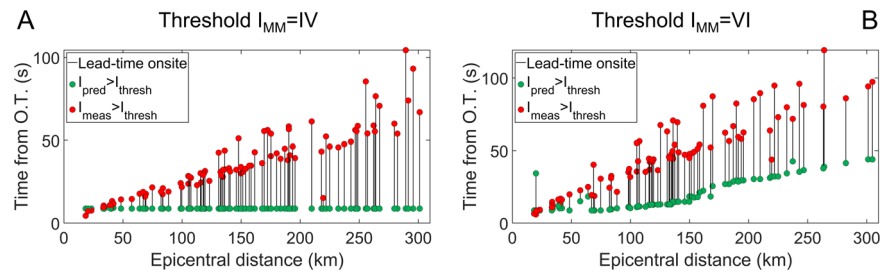 A
Threshold I_MM=IV
100
50
0
Time from O.T. (s)
Lead-time onsite
I_pred>I_thresh
I_meas>I_thresh
50 100 150 200 250 300
Epicentral distance (km)
Threshold I_MM=VI
B
100
50
0
Time from O.T. (s)
Lead-time onsite
I_pred>I_thresh
I_meas>I_thresh
0 50 100 150 200 250 300
Epicentral distance (km)